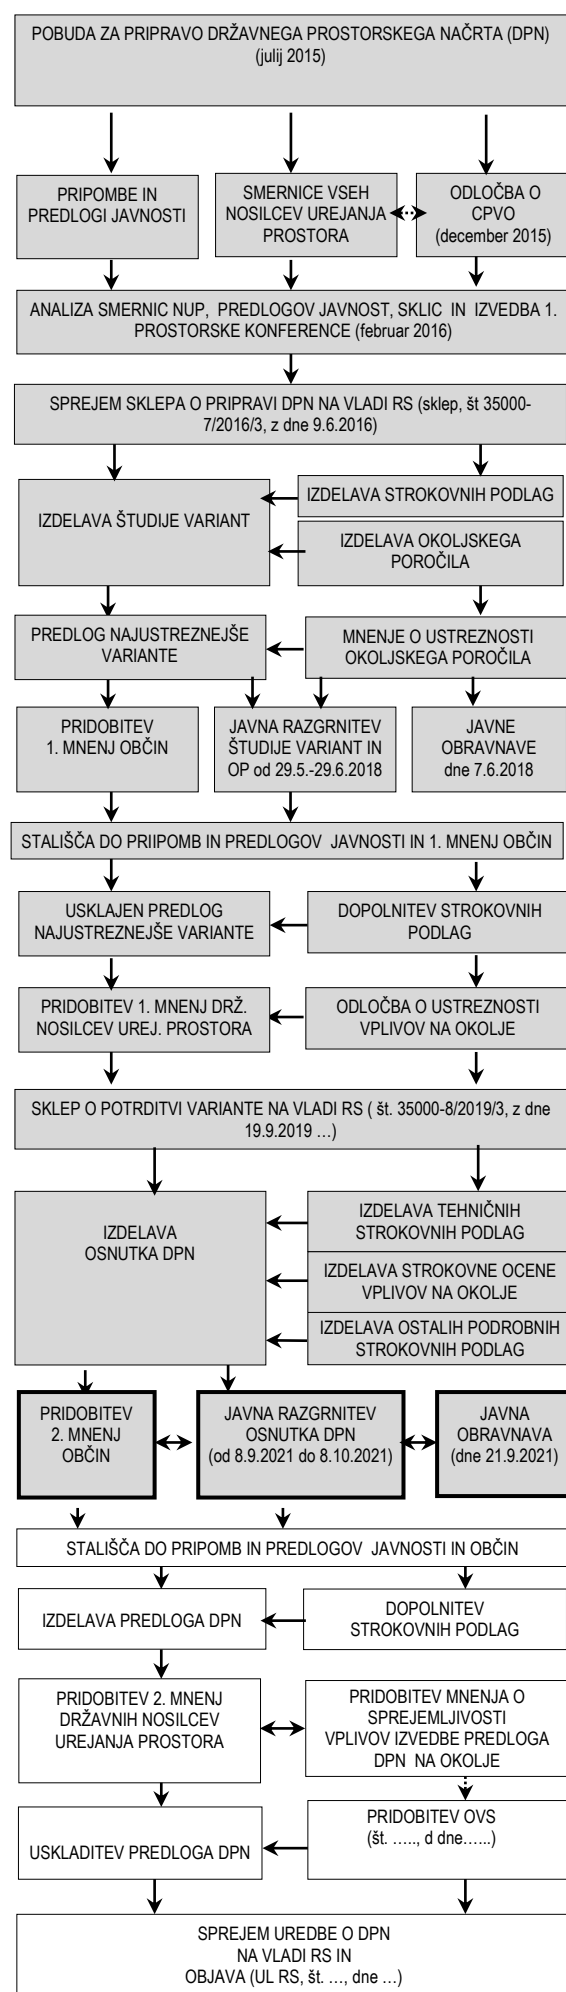 POBUDA ZA PRIPRAVO DRŽAVNEGA PROSTORSKEGA NAČRTA (DPN)
(julij 2015)
PRIPOMBE IN
PREDLOGI JAVNOSTI
SMERNICE VSEH
NOSILCEV UREJANJA
PROSTORA
ODLOČBA O
CPVO
(december 2015)
ANALIZA SMERNIC NUP, PREDLOGOV JAVNOST, SKLIC IN IZVEDBA 1.
PROSTORSKE KONFERENCE (februar 2016)
SPREJEM SKLEPA O PRIPRAVI DPN NA VLADI RS (sklep, št 35000-
7/2016/3, z dne 9.6.2016)
IZDELAVA ŠTUDIJE VARIANT
IZDELAVA STROKOVNIH PODLAG
IZDELAVA OKOLJSKEGA
POROČILA
PREDLOG NAJUSTREZNEJŠE
VARIANTE
MNENJE O USTREZNOSTI
OKOLJSKEGA POROČILA
PRIDOBITEV
1. MNENJ OBČIN
JAVNA RAZGRNITEV
ŠTUDIJE VARIANT IN
OP od 29.5.-29.6.2018
JAVNE
OBRAVNAVE
dne 7.6.2018
STALIŠČA DO PRIIPOMB IN PREDLOGOV JAVNOSTI IN 1. MNENJ OBČIN
USKLAJEN PREDLOG
NAJUSTREZNEJŠE VARIANTE
DOPOLNITEV STROKOVNIH
PODLAG
PRIDOBITEV 1. MNENJ DRŽ.
NOSILCEV UREJ. PROSTORA
ODLOČBA O USTREZNOSTI
VPLIVOV NA OKOLJE
SKLEP O POTRDITVI VARIANTE NA VLADI RS ( št. 35000-8/2019/3, z dne
19.9.2019 …)
IZDELAVA
OSNUTKA DPN
IZDELAVA TEHNIČNIH
STROKOVNIH PODLAG
IZDELAVA STROKOVNE OCENE
VPLIVOV NA OKOLJE
IZDELAVA OSTALIH PODROBNIH
STROKOVNIH PODLAG
PRIDOBITEV
2. MNENJ
OBČIN
JAVNA RAZGRNITEV
OSNUTKA DPN
(od 8.9.2021 do 8.10.2021)
JAVNA
OBRAVNAVA
(dne 21.9.2021)
STALIŠČA DO PRIPOMB IN PREDLOGOV JAVNOSTI IN OBČIN
IZDELAVA PREDLOGA DPN
DOPOLNITEV
STROKOVNIH PODLAG
PRIDOBITEV 2. MNENJ
DRŽAVNIH NOSILCEV
UREJANJA PROSTORA
PRIDOBITEV MNENJA O
SPREJEMLJIVOSTI
VPLIVOV IZVEDBE PREDLOGA
DPN NA OKOLJE
USKLADITEV PREDLOGA DPN
PRIDOBITEV OVS
(št. ….., d dne…...)
SPREJEM UREDBE O DPN
NA VLADI RS IN
OBJAVA (UL RS, št. …, dne …)